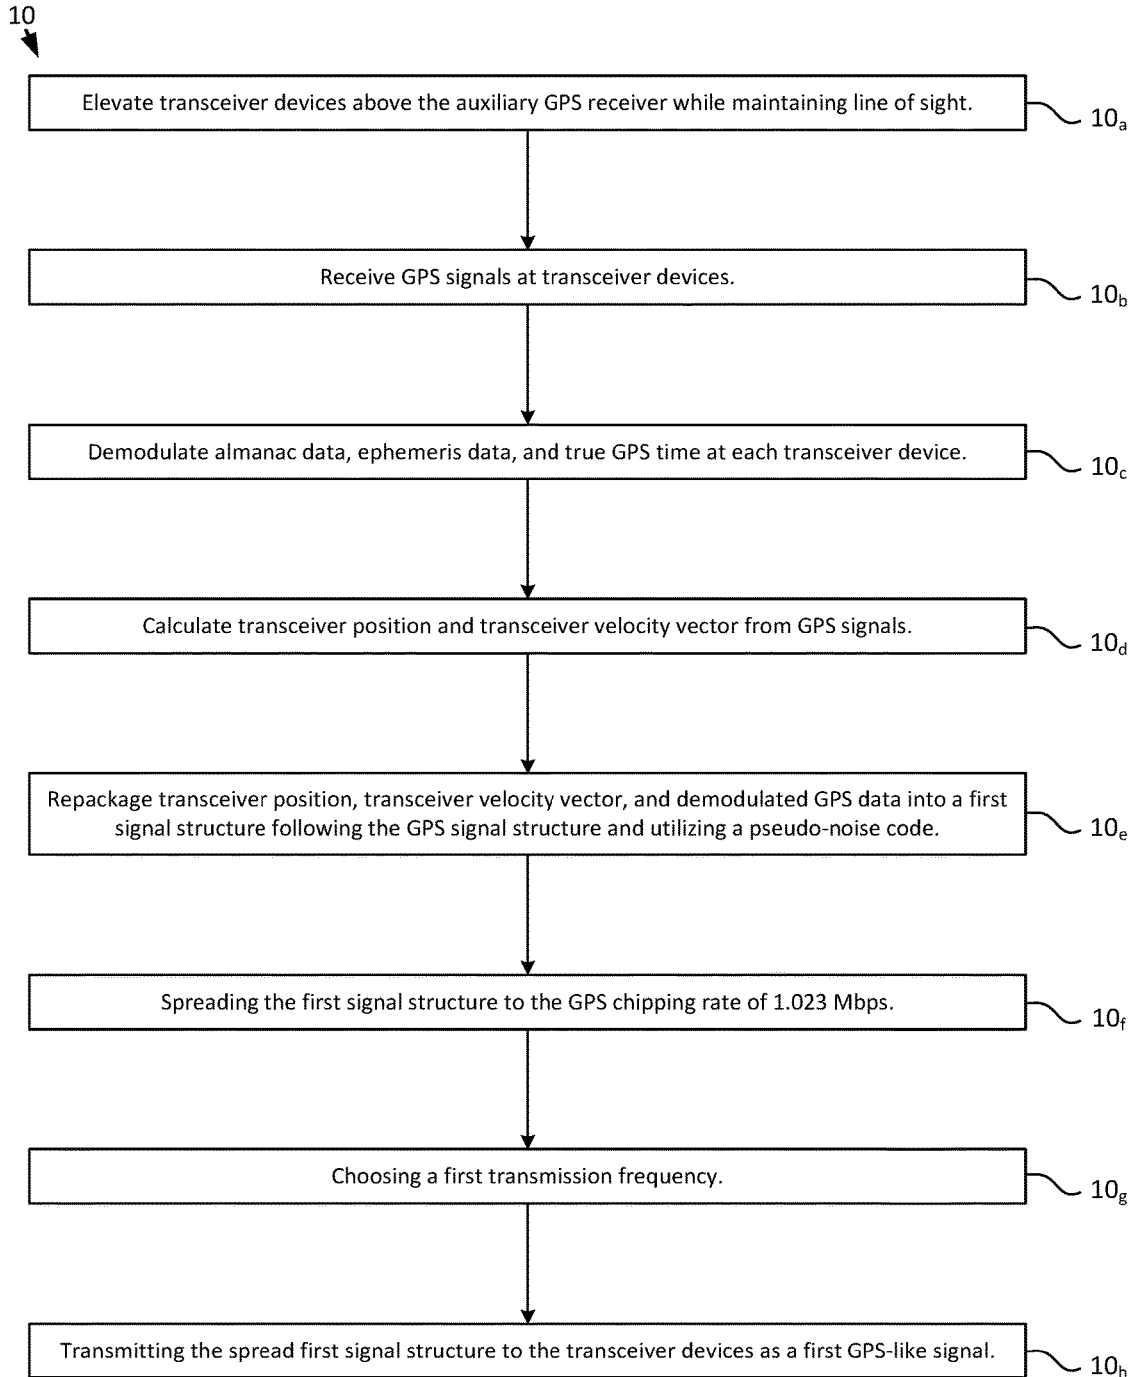 10
Elevate transceiver devices above the auxiliary GPS receiver while maintaining line of sight.
10a
Receive GPS signals at transceiver devices.
10b
Demodulate almanac data, ephemeris data, and true GPS time at each transceiver device.
10c
Calculate transceiver position and transceiver velocity vector from GPS signals.
10d
Repackage transceiver position, transceiver velocity vector, and demodulated GPS data into a first
signal structure following the GPS signal structure and utilizing a pseudo-noise code.
10e
Spreading the first signal structure to the GPS chipping rate of 1.023 Mbps.
10f
Choosing a first transmission frequency.
10g
Transmitting the spread first signal structure to the transceiver devices as a first GPS-like signal.
10h